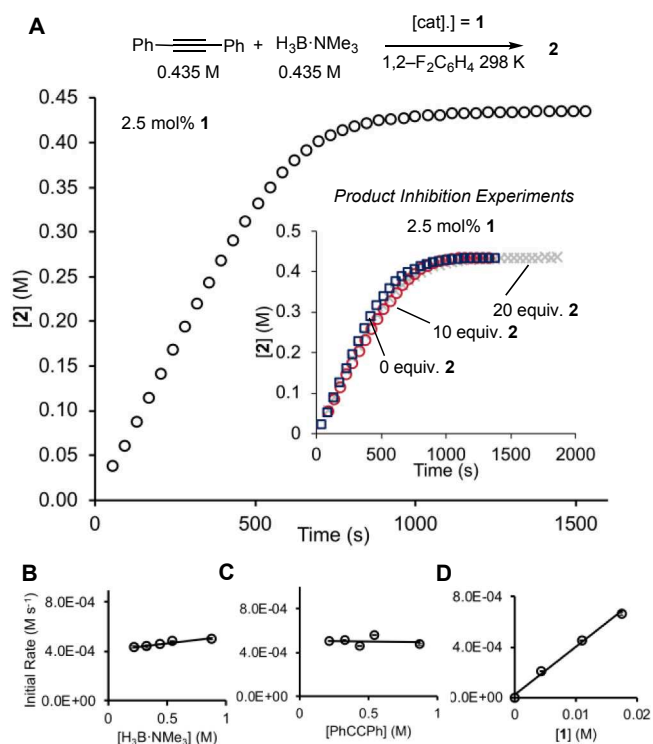 A
[cat].] = 1
Ph Ph + H3B·NMe3 2
0.435 M 0.435 M 1,2–F2C6H4 298 K
0.45
0.40
0.35
0.30
0.25
0.20
0.15
0.10
0.05
0.00
[2] (M)
2.5 mol% 1
0 500 1000 1500
Time (s)
Product Inhibition Experiments
2.5 mol% 1
0.5
0.4
0.3
0.2
0.1
0
[2] (M)
20 equiv. 2
10 equiv. 2
0 equiv. 2
0 500 1000 1500 2000
Time (s)
B
Initial Rate (M s⁻¹)
8.0E-04
4.0E-04
0.0E+00
0 0.5 1
[H3B·NMe3] (M)
C
8.0E-04
4.0E-04
0.0E+00
0 0.5 1
[PhCCPh] (M)
D
8.0E-04
4.0E-04
0.0E+00
0 0.01 0.02
[1] (M)